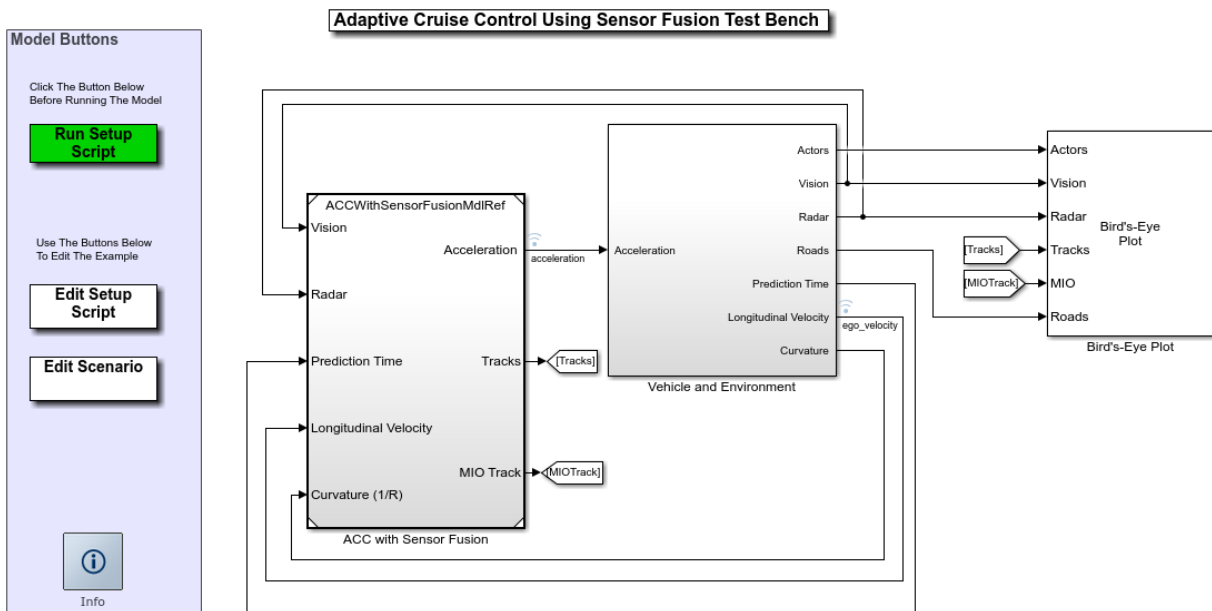 Adaptive Cruise Control Using Sensor Fusion Test Bench
Model Buttons
Click The Button Below
Before Running The Model
Run Setup
Script
Use The Buttons Below
To Edit The Example
Edit Setup
Script
Edit Scenario
Info
ACCWithSensorFusionMdlRef
Vision
Radar
Prediction Time
Longitudinal Velocity
Curvature (1/R)
Acceleration
Tracks
MIO Track
ACC with Sensor Fusion
acceleration
[Tracks]
[MIOTrack]
Acceleration
Actors
Vision
Radar
Roads
Prediction Time
Longitudinal Velocity
Curvature
Vehicle and Environment
ego_velocity
[Tracks]
[MIOTrack]
Actors
Vision
Radar
Tracks
MIO
Roads
Bird's-Eye
Plot
Bird's-Eye Plot